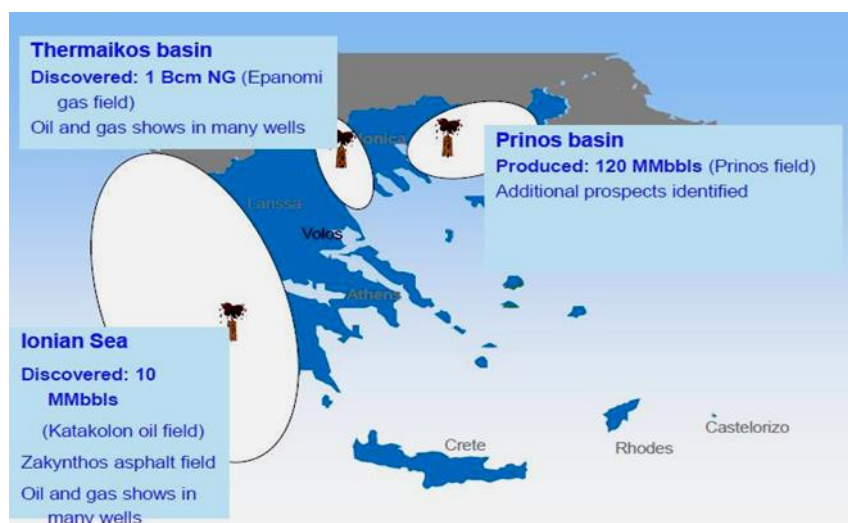 Thermaikos basin
Discovered: 1 Bcm NG (Epanomi
gas field)
Oil and gas shows in many wells
Prinos basin
Produced: 120 MMbbls (Prinos field)
Additional prospects identified
Larissa
Volos
Athens
Ionian Sea
Discovered: 10
MMbbls
(Katakolon oil field)
Zakynthos asphalt field
Oil and gas shows in
many wells
Crete
Rhodes
Castelorizo